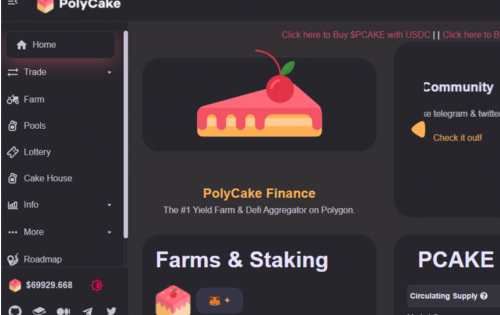 PolyCake
Click here to Buy $PCAKE with USDC || Click here to B
Home
Trade
Farm
Pools
Lottery
Cake House
Info
More
Roadmap
$69929.668
PolyCake Finance
The #1 Yield Farm & Defi Aggregator on Polygon.
Community
ke telegram & twitte
Check it out!
Farms & Staking
+
PCAKE
Circulating Supply